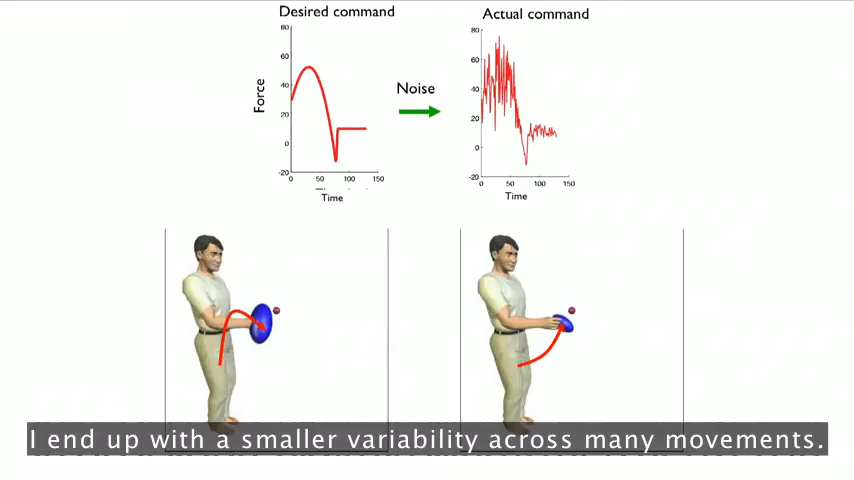 Desired command
Actual command
80
60
40
20
0
-20
Force
0 50 100 150
Time
Noise
80
60
40
20
0
-20
0 50 100 150
Time
I end up with a smaller variability across many movements.